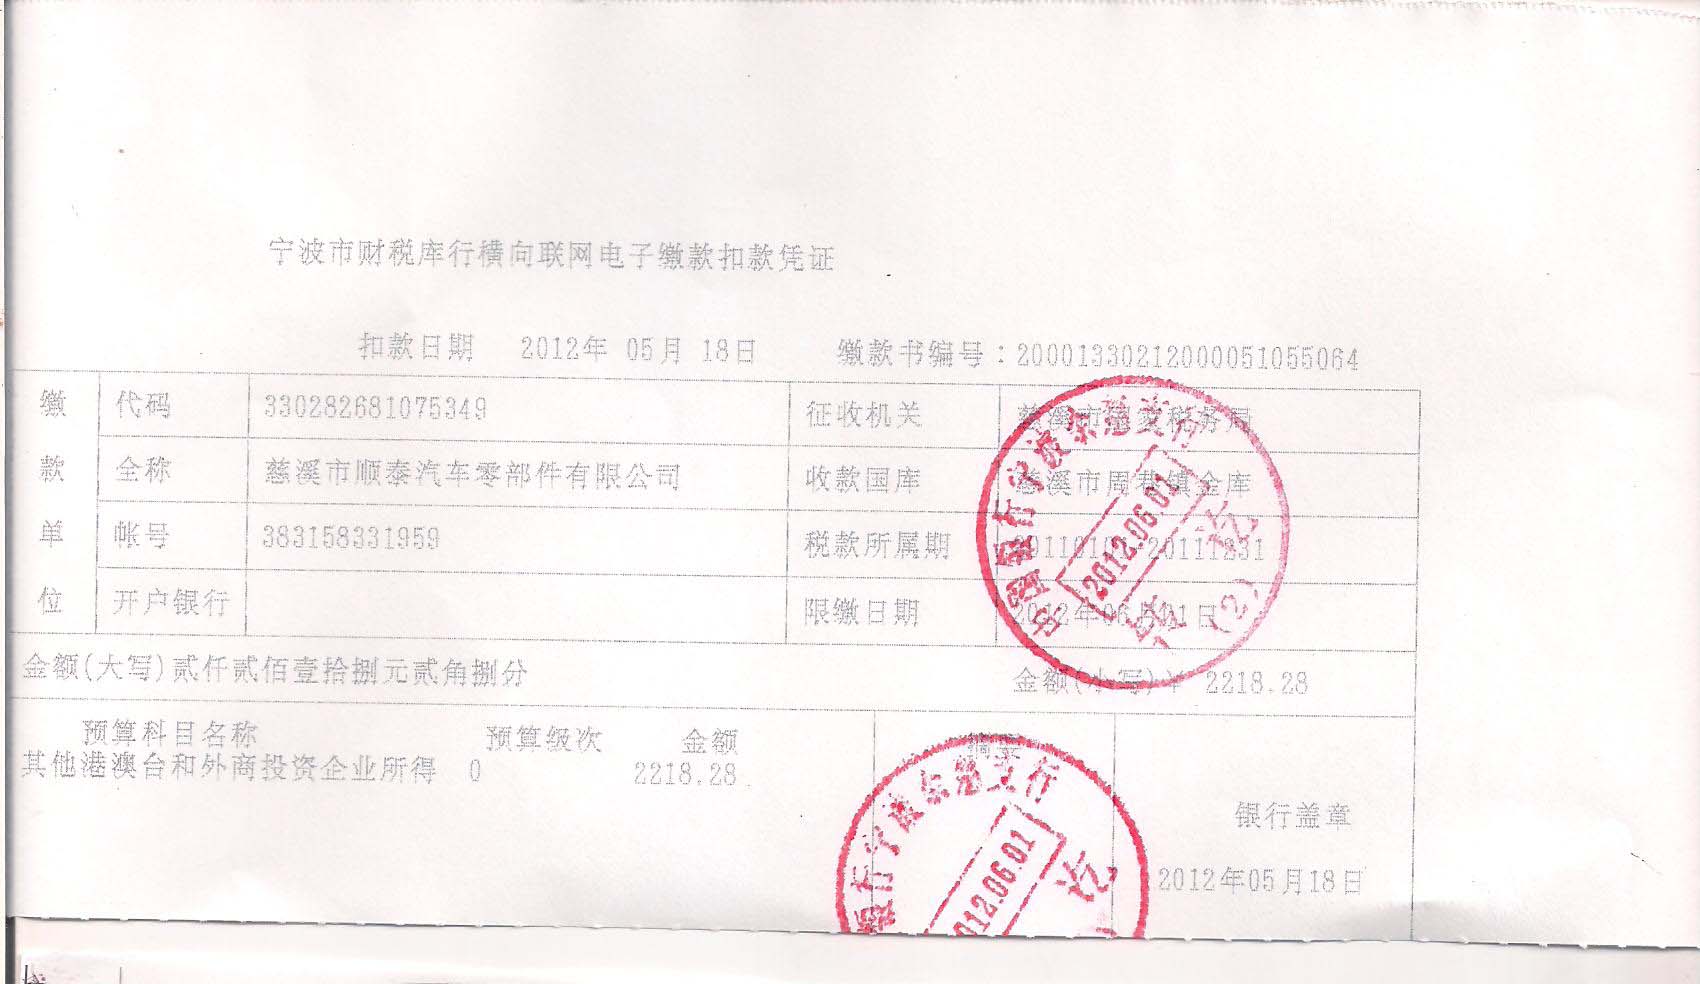 宁波市财税库行横向联网电子缴款扣款凭证
扣款日期 2012年 05月 18日 缴款书编号：20001330212000051055064
缴款单位
代码 330282681075349 征收机关 慈溪市国家税务局
全称 慈溪市顺泰汽车零部件有限公司 收款国库 慈溪市周巷镇金库
帐号 383158331959 税款所属期 20110101-20111231
开户银行 限缴日期 2012年06月01日
金额(大写)贰仟贰佰壹拾捌元贰角捌分 金额(小写)￥ 2218.28
预算科目名称 预算级次 金额 摘要
其他港澳台和外商投资企业所得 0 2218.28
银行盖章
2012年05月18日
2012.06.01
(2)
2012.06.01